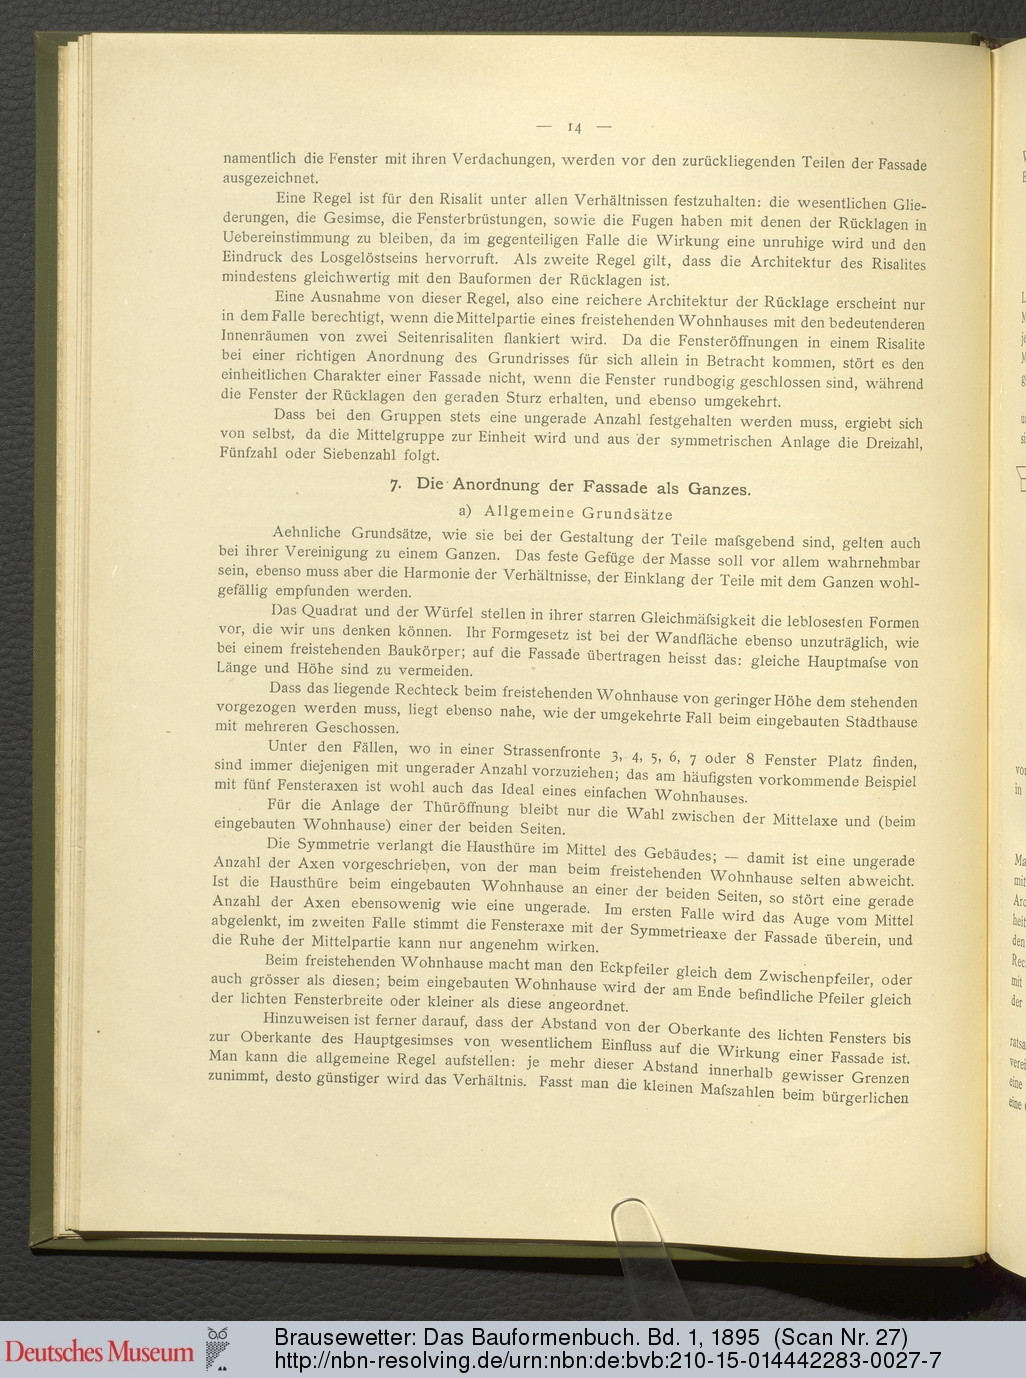 — 14 —
namentlich die Fenster mit ihren Verdachungen, werden vor den zurückliegenden Teilen der Fassade
ausgezeichnet.
Eine Regel ist für den Risalit unter allen Verhältnissen festzuhalten: die wesentlichen Glie-
derungen, die Gesimse, die Fensterbrüstungen, sowie die Fugen haben mit denen der Rücklagen in
Uebereinstimmung zu bleiben, da im gegenteiligen Falle die Wirkung eine unruhige wird und den
Eindruck des Losgelöstseins hervorruft. Als zweite Regel gilt, dass die Architektur des Risalites
mindestens gleichwertig mit den Bauformen der Rücklagen ist.
Eine Ausnahme von dieser Regel, also eine reichere Architektur der Rücklage erscheint nur
in dem Falle berechtigt, wenn die Mittelpartie eines freistehenden Wohnhauses mit den bedeutenderen
Innenräumen von zwei Seitenrisaliten flankiert wird. Da die Fensteröffnungen in einem Risalite
bei einer richtigen Anordnung des Grundrisses für sich allein in Betracht kommen, stört es den
einheitlichen Charakter einer Fassade nicht, wenn die Fenster rundbogig geschlossen sind, während
die Fenster der Rücklagen den geraden Sturz erhalten, und ebenso umgekehrt.
Dass bei den Gruppen stets eine ungerade Anzahl festgehalten werden muss, ergiebt sich
von selbst, da die Mittelgruppe zur Einheit wird und aus der symmetrischen Anlage die Dreizahl,
Fünfzahl oder Siebenzahl folgt.
7. Die Anordnung der Fassade als Ganzes.
a) Allgemeine Grundsätze
Aehnliche Grundsätze, wie sie bei der Gestaltung der Teile maſsgebend sind, gelten auch
bei ihrer Vereinigung zu einem Ganzen. Das feste Gefüge der Masse soll vor allem wahrnehmbar
sein, ebenso muss aber die Harmonie der Verhältnisse, der Einklang der Teile mit dem Ganzen wohl-
gefällig empfunden werden.
Das Quadrat und der Würfel stellen in ihrer starren Gleichmäſsigkeit die leblosesten Formen
vor, die wir uns denken können. Ihr Formgesetz ist bei der Wandfläche ebenso unzuträglich, wie
bei einem freistehenden Baukörper; auf die Fassade übertragen heisst das: gleiche Hauptmaſse von
Länge und Höhe sind zu vermeiden.
Dass das liegende Rechteck beim freistehenden Wohnhause von geringer Höhe dem stehenden
vorgezogen werden muss, liegt ebenso nahe, wie der umgekehrte Fall beim eingebauten Stadthause
mit mehreren Geschossen.
Unter den Fällen, wo in einer Strassenfronte 3, 4, 5, 6, 7 oder 8 Fenster Platz finden,
sind immer diejenigen mit ungerader Anzahl vorzuziehen; das am häufigsten vorkommende Beispiel
mit fünf Fensteraxen ist wohl auch das Ideal eines einfachen Wohnhauses.
Für die Anlage der Thüröffnung bleibt nur die Wahl zwischen der Mittelaxe und (beim
eingebauten Wohnhause) einer der beiden Seiten.
Die Symmetrie verlangt die Hausthüre im Mittel des Gebäudes; — damit ist eine ungerade
Anzahl der Axen vorgeschrieben, von der man beim freistehenden Wohnhause selten abweicht.
Ist die Hausthüre beim eingebauten Wohnhause an einer der beiden Seiten, so stört eine gerade
Anzahl der Axen ebensowenig wie eine ungerade. Im ersten Falle wird das Auge vom Mittel
abgelenkt, im zweiten Falle stimmt die Fensteraxe mit der Symmetrieaxe der Fassade überein, und
die Ruhe der Mittelpartie kann nur angenehm wirken.
Beim freistehenden Wohnhause macht man den Eckpfeiler gleich dem Zwischenpfeiler, oder
auch grösser als diesen; beim eingebauten Wohnhause wird der am Ende befindliche Pfeiler gleich
der lichten Fensterbreite oder kleiner als diese angeordnet.
Hinzuweisen ist ferner darauf, dass der Abstand von der Oberkante des lichten Fensters bis
zur Oberkante des Hauptgesimses von wesentlichem Einfluss auf die Wirkung einer Fassade ist.
Man kann die allgemeine Regel aufstellen: je mehr dieser Abstand innerhalb gewisser Grenzen
zunimmt, desto günstiger wird das Verhältnis. Fasst man die kleinen Maſszahlen beim bürgerlichen
Deutsches Museum
Brausewetter: Das Bauformenbuch. Bd. 1, 1895 (Scan Nr. 27)
http://nbn-resolving.de/urn:nbn:de:bvb:210-15-014442283-0027-7